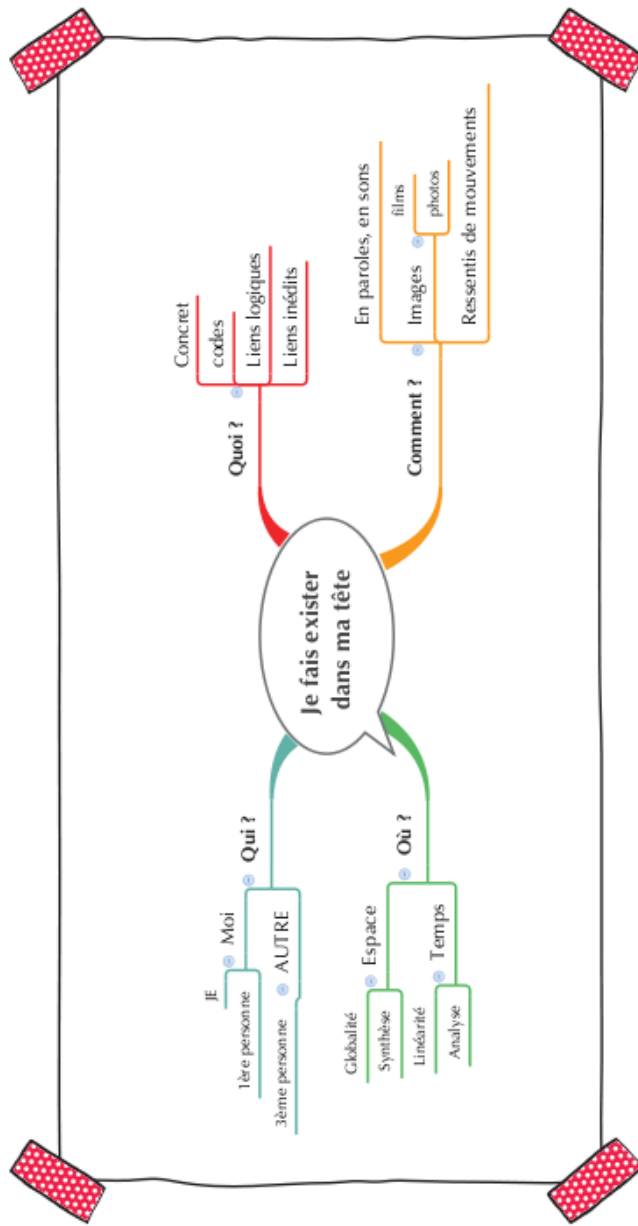 Je fais exister
dans ma tête
Quoi ?
Concret
codes
Liens logiques
Liens inédits
Comment ?
En paroles, en sons
Images
films
photos
Ressentis de mouvements
Qui ?
Moi
JE
1ère personne
AUTRE
3ème personne
Où ?
Espace
Globalité
Synthèse
Temps
Linéarité
Analyse